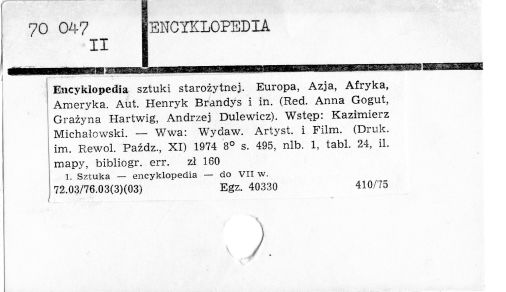 70 047
II
ENCYKLOPEDIA
Encyklopedia sztuki starożytnej. Europa, Azja, Afryka,
Ameryka. Aut. Henryk Brandys i in. (Red. Anna Gogut,
Grażyna Hartwig, Andrzej Dulewicz). Wstęp: Kazimierz
Michałowski. — Wwa: Wydaw. Artyst. i Film. (Druk.
im. Rewol. Paźdz., XI) 1974 8° s. 495, nlb. 1, tabl. 24, il.
mapy, bibliogr. err. zł 160
1. Sztuka — encyklopedia — do VII w.
72.03/76.03(3)(03) Egz. 40330 410/75